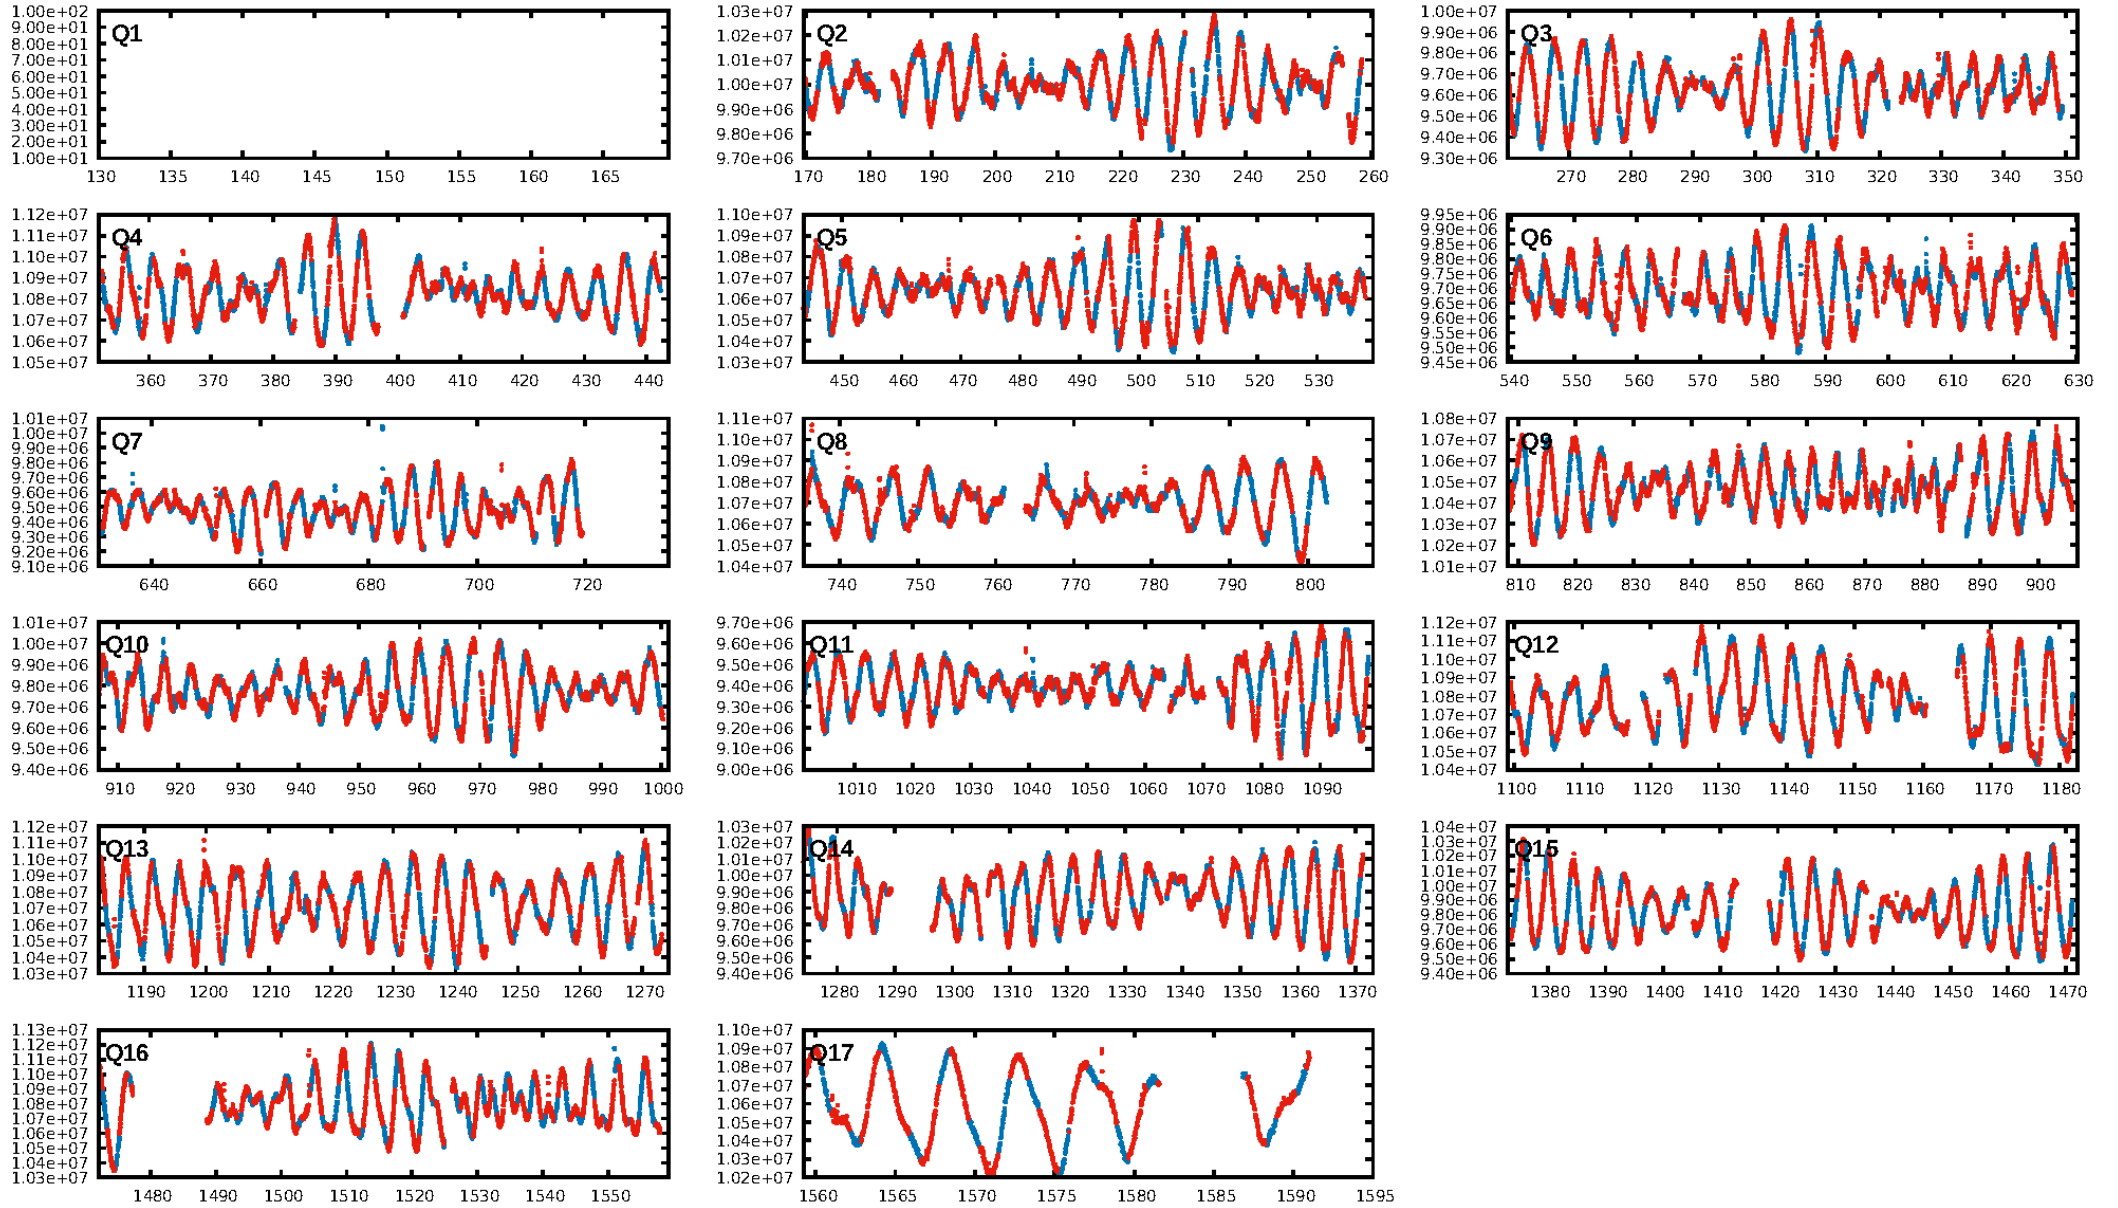 1.00e+02 9.00e+01 8.00e+01 7.00e+01 6.00e+01 5.00e+01 4.00e+01 3.00e+01 2.00e+01 1.00e+01
Q1
130 135 140 145 150 155 160 165
1.03e+07 1.02e+07 1.01e+07 1.00e+07 9.90e+06 9.80e+06 9.70e+06
Q2
170 180 190 200 210 220 230 240 250 260
1.00e+07 9.90e+06 9.80e+06 9.70e+06 9.60e+06 9.50e+06 9.40e+06 9.30e+06
Q3
270 280 290 300 310 320 330 340 350
1.12e+07 1.11e+07 1.10e+07 1.09e+07 1.08e+07 1.07e+07 1.06e+07 1.05e+07
Q4
360 370 380 390 400 410 420 430 440
1.10e+07 1.09e+07 1.08e+07 1.07e+07 1.06e+07 1.05e+07 1.04e+07 1.03e+07
Q5
450 460 470 480 490 500 510 520 530
9.95e+06 9.90e+06 9.85e+06 9.80e+06 9.75e+06 9.70e+06 9.65e+06 9.60e+06 9.55e+06 9.50e+06 9.45e+06
Q6
540 550 560 570 580 590 600 610 620 630
1.01e+07 1.00e+07 9.90e+06 9.80e+06 9.70e+06 9.60e+06 9.50e+06 9.40e+06 9.30e+06 9.20e+06 9.10e+06
Q7
640 660 680 700 720
1.11e+07 1.10e+07 1.09e+07 1.08e+07 1.07e+07 1.06e+07 1.05e+07 1.04e+07
Q8
740 750 760 770 780 790 800
1.08e+07 1.07e+07 1.06e+07 1.05e+07 1.04e+07 1.03e+07 1.02e+07 1.01e+07
Q9
810 820 830 840 850 860 870 880 890 900
1.01e+07 1.00e+07 9.90e+06 9.80e+06 9.70e+06 9.60e+06 9.50e+06 9.40e+06
Q10
910 920 930 940 950 960 970 980 990 1000
9.70e+06 9.60e+06 9.50e+06 9.40e+06 9.30e+06 9.20e+06 9.10e+06 9.00e+06
Q11
1010 1020 1030 1040 1050 1060 1070 1080 1090
1.12e+07 1.11e+07 1.10e+07 1.09e+07 1.08e+07 1.07e+07 1.06e+07 1.05e+07 1.04e+07
Q12
1100 1110 1120 1130 1140 1150 1160 1170 1180
1.12e+07 1.11e+07 1.10e+07 1.09e+07 1.08e+07 1.07e+07 1.06e+07 1.05e+07 1.04e+07 1.03e+07
Q13
1190 1200 1210 1220 1230 1240 1250 1260 1270
1.03e+07 1.02e+07 1.01e+07 1.00e+07 9.90e+06 9.80e+06 9.70e+06 9.60e+06 9.50e+06 9.40e+06
Q14
1280 1290 1300 1310 1320 1330 1340 1350 1360 1370
1.04e+07 1.03e+07 1.02e+07 1.01e+07 1.00e+07 9.90e+06 9.80e+06 9.70e+06 9.60e+06 9.50e+06 9.40e+06
Q15
1380 1390 1400 1410 1420 1430 1440 1450 1460 1470
1.13e+07 1.12e+07 1.11e+07 1.10e+07 1.09e+07 1.08e+07 1.07e+07 1.06e+07 1.05e+07 1.04e+07 1.03e+07
Q16
1480 1490 1500 1510 1520 1530 1540 1550
1.10e+07 1.09e+07 1.08e+07 1.07e+07 1.06e+07 1.05e+07 1.04e+07 1.03e+07 1.02e+07
Q17
1560 1565 1570 1575 1580 1585 1590 1595